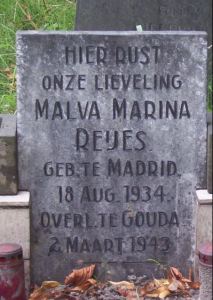 HIER RUST
ONZE LIEVELING
MALVA MARINA
REYES.
GEB. TE MADRID.
18 AUG. 1934.
OVERL. TE GOUDA
2 MAART 1943